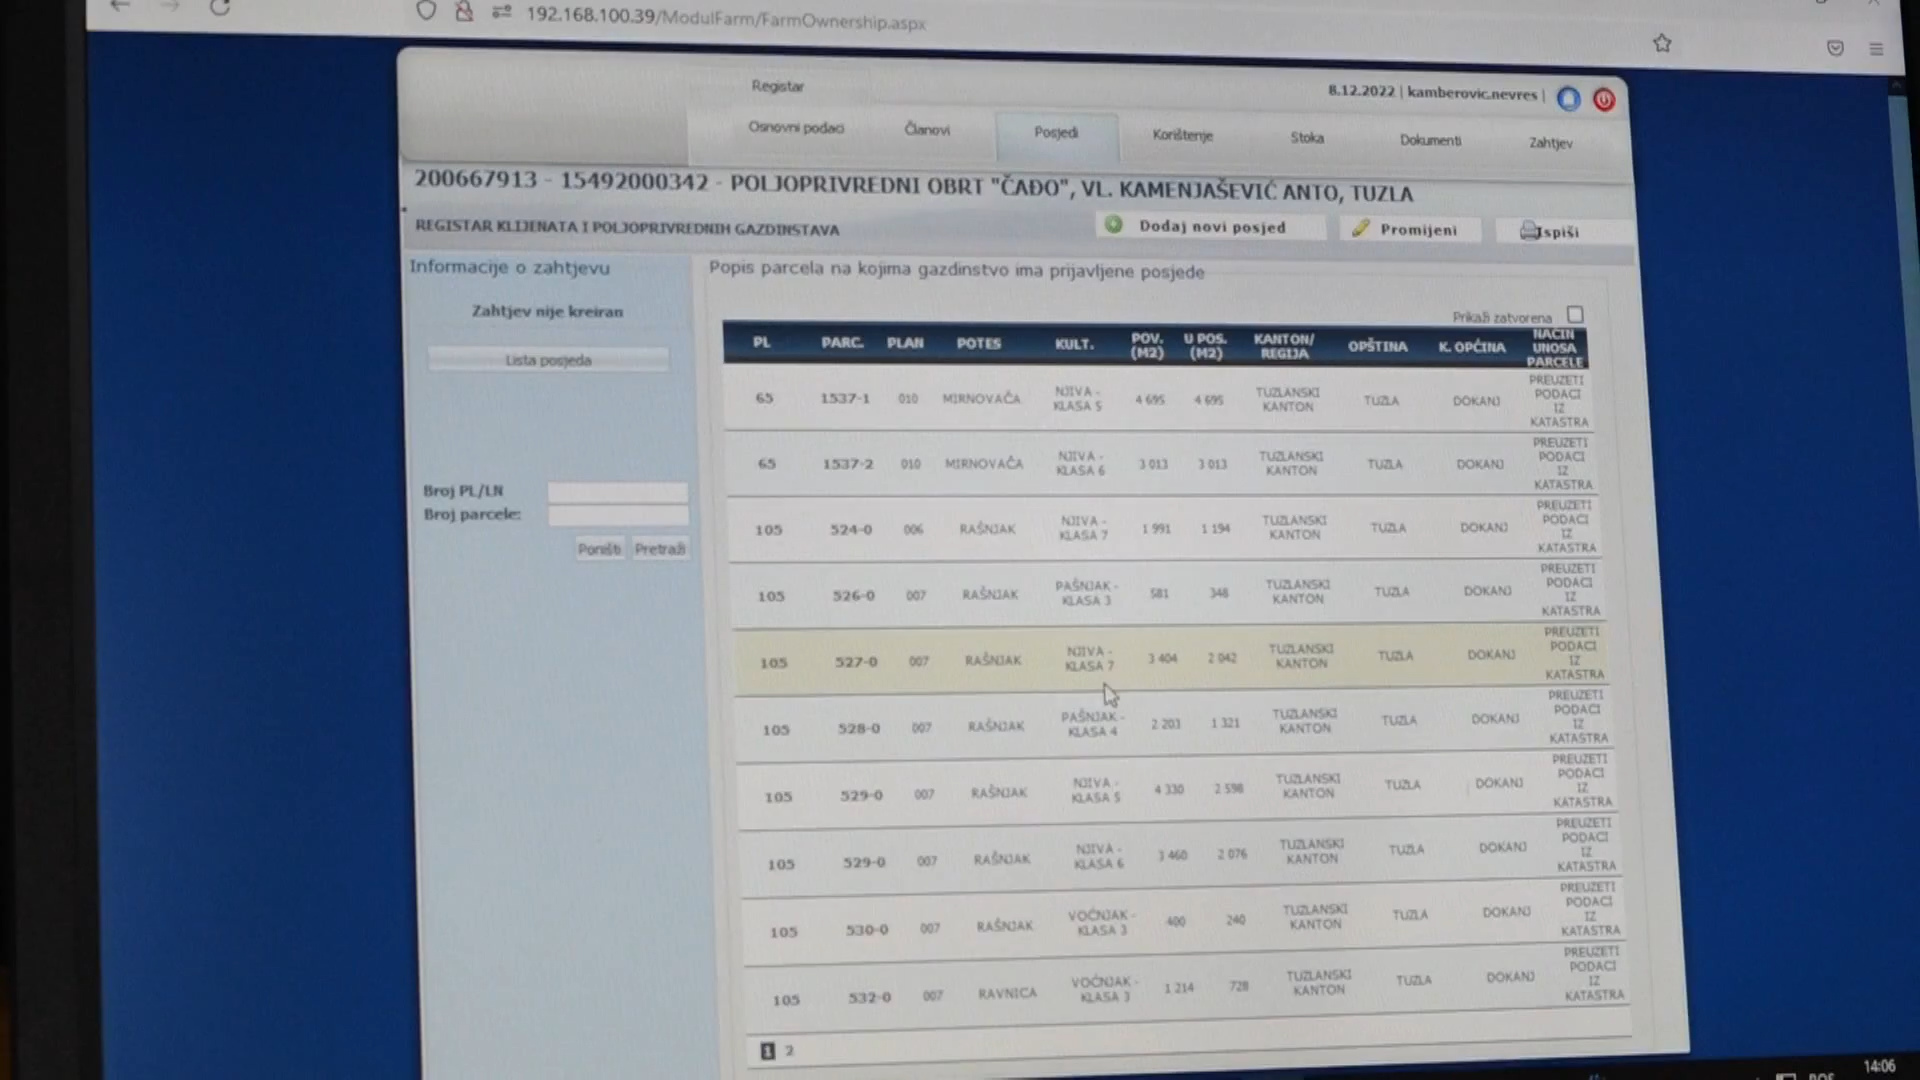 192.168.100.39/ModulFarm/FarmOwnership.aspx
Registar
8.12.2022 | kamberovic.nevres |
Osnovni podaci Članovi Posjedi Korištenje Stoka Dokumenti Zahtjev
200667913 - 15492000342 - POLJOPRIVREDNI OBRT "ČAĐO", VL. KAMENJAŠEVIĆ ANTO, TUZLA
REGISTAR KLIJENATA I POLJOPRIVREDNIH GAZDINSTAVA
Dodaj novi posjed Promijeni Ispiši
Informacije o zahtjevu
Zahtjev nije kreiran
Lista posjeda
Broj PL/LN
Broj parcele:
Poništi Pretraži
Popis parcela na kojima gazdinstvo ima prijavljene posjede
Prikaži zatvorena
PL PARC. PLAN POTES KULT. POV. (M2) U POS. (M2) KANTON/ REGIJA OPŠTINA K. OPĆINA NAČIN UNOSA PARCELE
65 1537-1 010 MIRNOVAČA NJIVA - KLASA 5 4 695 4 695 TUZLANSKI KANTON TUZLA DOKANJ PREUZETI PODACI IZ KATASTRA
65 1537-2 010 MIRNOVAČA NJIVA - KLASA 6 3 013 3 013 TUZLANSKI KANTON TUZLA DOKANJ PREUZETI PODACI IZ KATASTRA
105 524-0 006 RAŠNJAK NJIVA - KLASA 7 1 991 1 194 TUZLANSKI KANTON TUZLA DOKANJ PREUZETI PODACI IZ KATASTRA
105 526-0 007 RAŠNJAK PAŠNJAK - KLASA 3 581 348 TUZLANSKI KANTON TUZLA DOKANJ PREUZETI PODACI IZ KATASTRA
105 527-0 007 RAŠNJAK NJIVA - KLASA 7 3 404 2 042 TUZLANSKI KANTON TUZLA DOKANJ PREUZETI PODACI IZ KATASTRA
105 528-0 007 RAŠNJAK PAŠNJAK - KLASA 4 2 203 1 321 TUZLANSKI KANTON TUZLA DOKANJ PREUZETI PODACI IZ KATASTRA
105 529-0 007 RAŠNJAK NJIVA - KLASA 5 4 330 2 598 TUZLANSKI KANTON TUZLA DOKANJ PREUZETI PODACI IZ KATASTRA
105 529-0 007 RAŠNJAK NJIVA - KLASA 6 3 460 2 076 TUZLANSKI KANTON TUZLA DOKANJ PREUZETI PODACI IZ KATASTRA
105 530-0 007 RAŠNJAK VOĆNJAK - KLASA 3 400 240 TUZLANSKI KANTON TUZLA DOKANJ PREUZETI PODACI IZ KATASTRA
105 532-0 007 RAVNICA VOĆNJAK - KLASA 3 1 214 728 TUZLANSKI KANTON TUZLA DOKANJ PREUZETI PODACI IZ KATASTRA
1 2
14:06